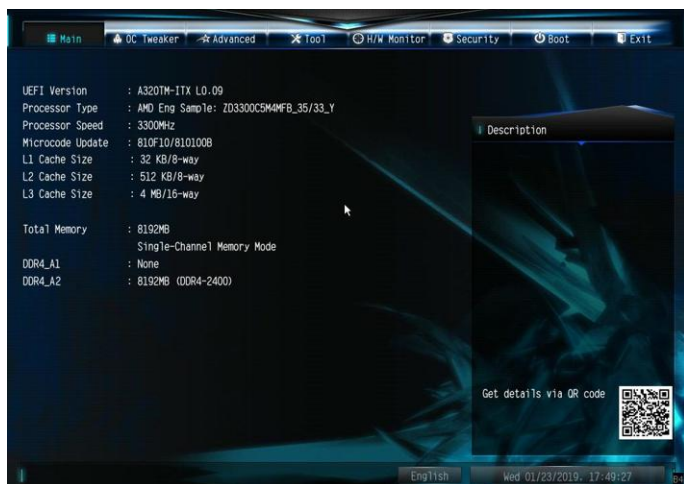 Main OC Tweaker Advanced Tool H/W Monitor Security Boot Exit
UEFI Version : A320TM-ITX L0.09
Processor Type : AMD Eng Sample: ZD3300C5M4MFB_35/33_Y
Processor Speed : 3300MHz
Microcode Update : 810F10/810100B
L1 Cache Size : 32 KB/8-way
L2 Cache Size : 512 KB/8-way
L3 Cache Size : 4 MB/16-way
Total Memory : 8192MB
Single-Channel Memory Mode
DDR4_A1 : None
DDR4_A2 : 8192MB (DDR4-2400)
Description
Get details via QR code
English Wed 01/23/2019. 17:49:27